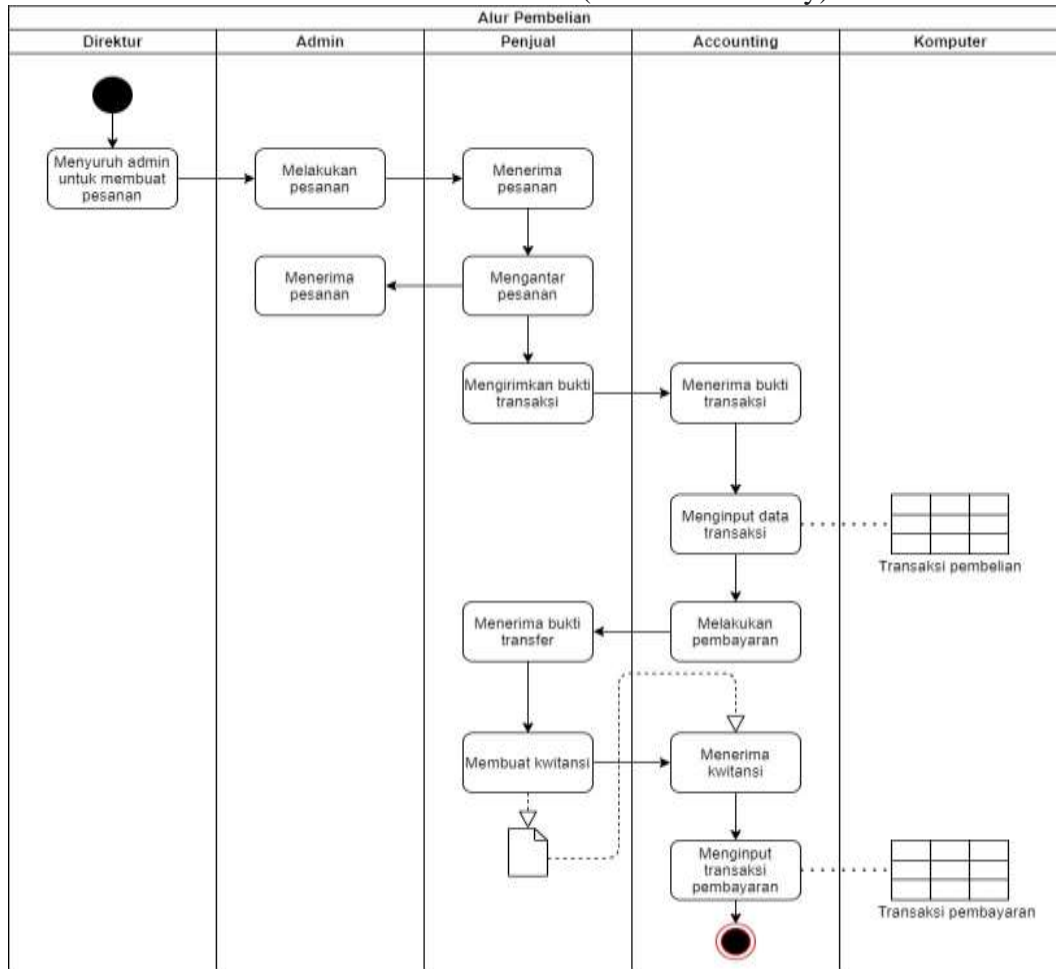 Alur Pembelian
Direktur
Admin
Penjual
Accounting
Komputer
Menyuruh admin
untuk membuat
pesanan
Melakukan
pesanan
Menerima
pesanan
Menerima
pesanan
Mengantar
pesanan
Mengirimkan bukti
transaksi
Menerima bukti
transaksi
Menginput data
transaksi
Transaksi pembelian
Menerima bukti
transfer
Melakukan
pembayaran
Membuat kwitansi
Menerima
kwitansi
Menginput
transaksi
pembayaran
Transaksi pembayaran